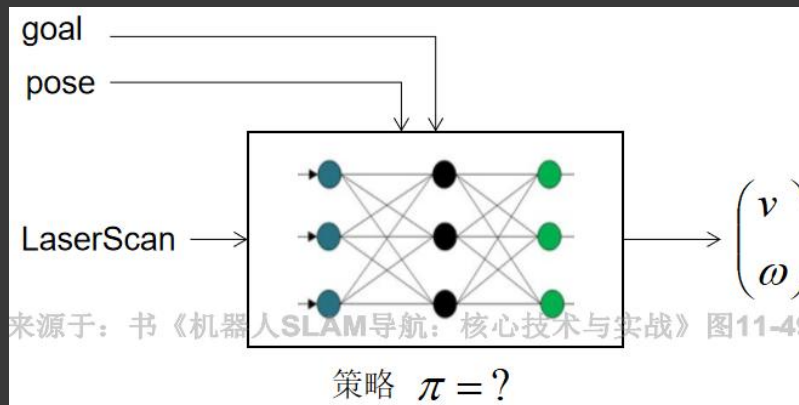 goal
pose
LaserScan
v
ω
来源于：书《机器人SLAM导航：核心技术与实战》图11-49
策略 π = ?